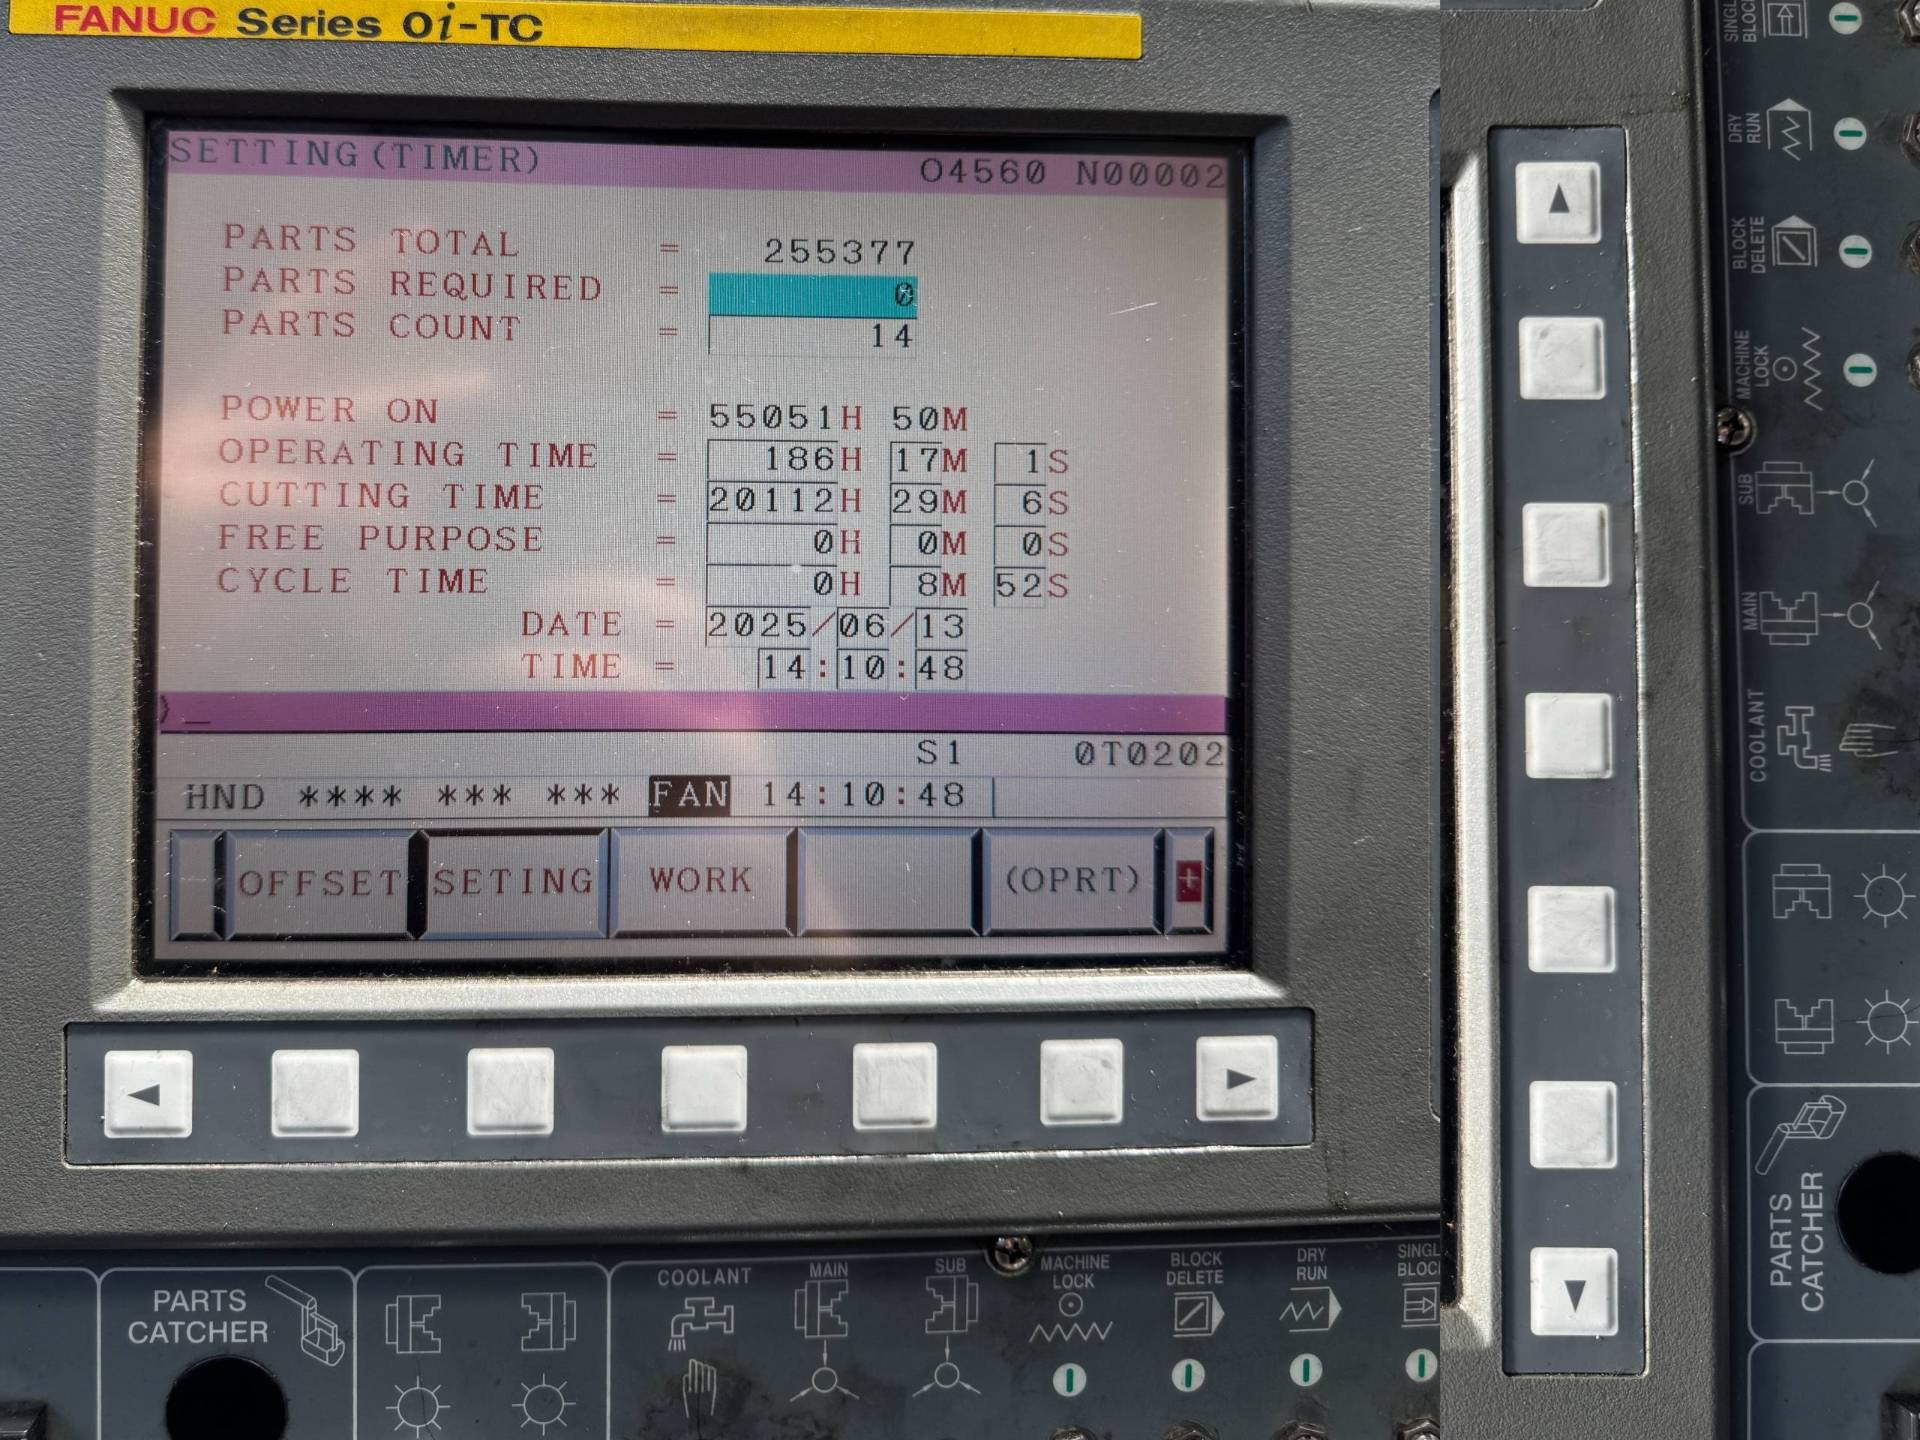 FANUC Series 0i-TC
SETTING(TIMER)
O4560 N00002
PARTS TOTAL = 255377
PARTS REQUIRED = 0
PARTS COUNT = 14
POWER ON = 55051H 50M
OPERATING TIME = 186H 17M 1S
CUTTING TIME = 20112H 29M 6S
FREE PURPOSE = 0H 0M 0S
CYCLE TIME = 0H 8M 52S
DATE = 2025/06/13
TIME = 14:10:48
S1 0T0202
HND **** *** *** FAN 14:10:48
OFFSET SETING WORK (OPRT) +
PARTS
CATCHER
COOLANT
MAIN
SUB
MACHINE
LOCK
BLOCK
DELETE
DRY
RUN
SINGL
BLOC
SINGL
BLOCK
DRY
RUN
BLOCK
DELETE
MACHINE
LOCK
SUB
MAIN
COOLANT
PARTS
CATCHER